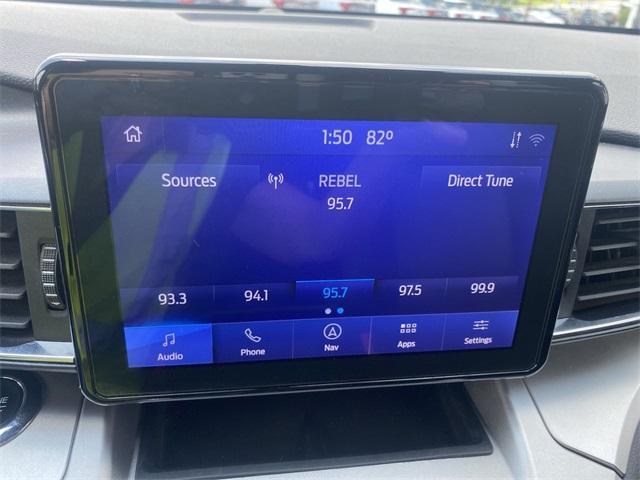 1:50 82°
Sources REBEL Direct Tune
95.7
93.3 94.1 95.7 97.5 99.9
Audio Phone Nav Apps Settings